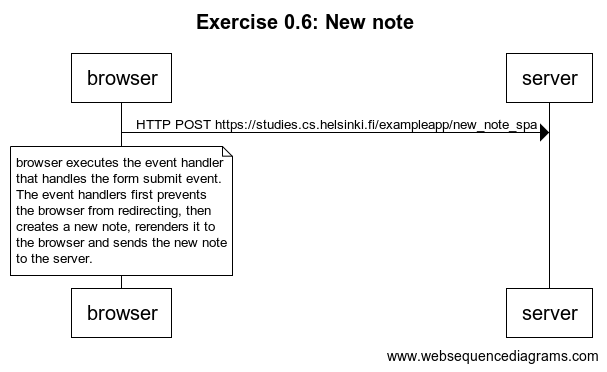 Exercise 0.6: New note
browser
server
HTTP POST https://studies.cs.helsinki.fi/exampleapp/new_note_spa
browser executes the event handler
that handles the form submit event.
The event handlers first prevents
the browser from redirecting, then
creates a new note, rerenders it to
the browser and sends the new note
to the server.
browser
server
www.websequencediagrams.com